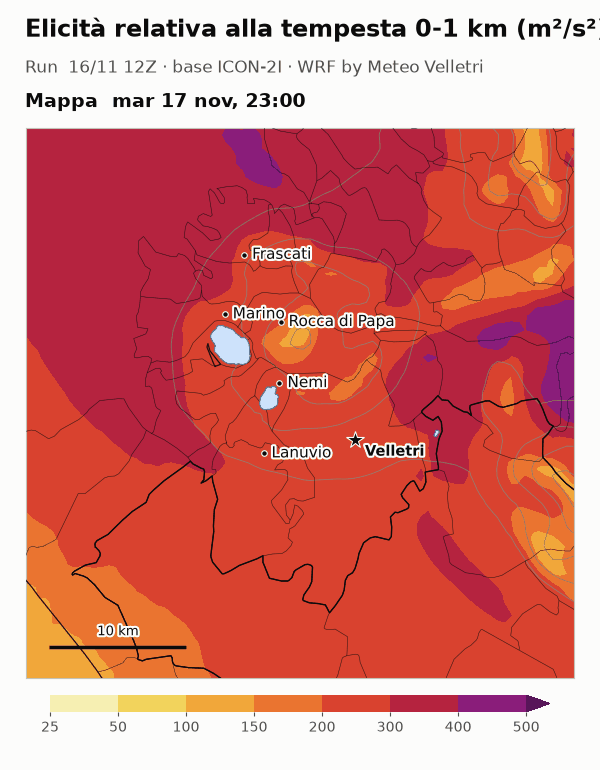 Elicità relativa alla tempesta 0-1 km (m²/s²)
Run  16/11 12Z · base ICON-2I · WRF by Meteo Velletri
Mappa  mar 17 nov, 23:00
Frascati
Marino
Rocca di Papa
Nemi
Velletri
Lanuvio
10 km
25 50 100 150 200 300 400 500